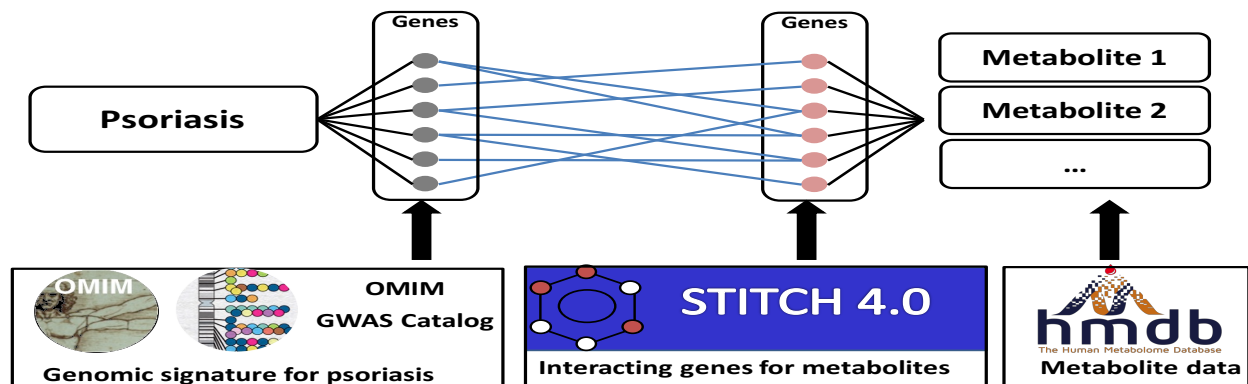 Genes
Genes
Psoriasis
Metabolite 1
Metabolite 2
...
OMIM
OMIM
GWAS Catalog
Genomic signature for psoriasis
STITCH 4.0
Interacting genes for metabolites
hmdb
The Human Metabolome Database
Metabolite data